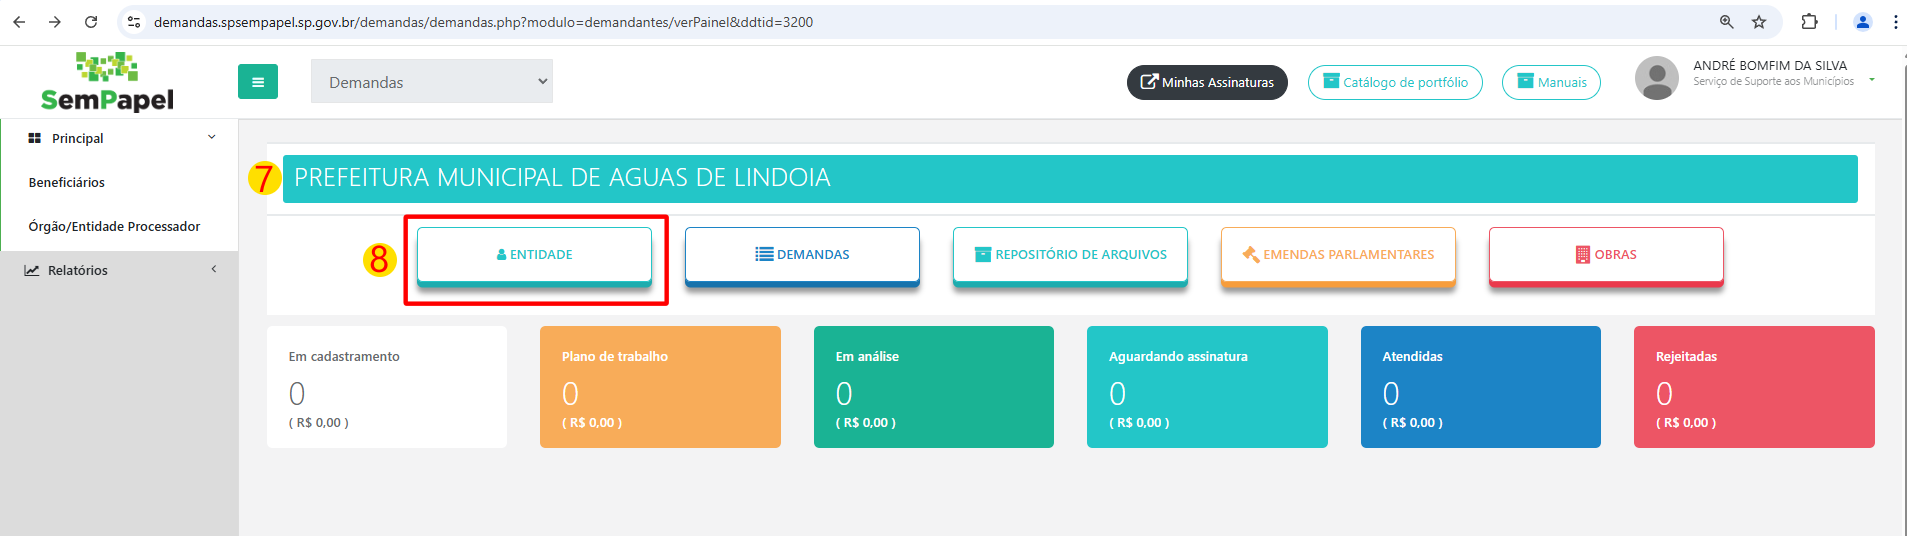 demandas.spsempapel.sp.gov.br/demandas/demandas.php?modulo=demandantes/verPainel&ddtid=3200
SemPapel
Demandas
Minhas Assinaturas
Catálogo de portfólio
Manuais
ANDRÉ BOMFIM DA SILVA
Serviço de Suporte aos Municípios
Principal
Beneficiários
Órgão/Entidade Processador
Relatórios
7
PREFEITURA MUNICIPAL DE AGUAS DE LINDOIA
8
ENTIDADE
DEMANDAS
REPOSITÓRIO DE ARQUIVOS
EMENDAS PARLAMENTARES
OBRAS
Em cadastramento
0
( R$ 0,00 )
Plano de trabalho
0
( R$ 0,00 )
Em análise
0
( R$ 0,00 )
Aguardando assinatura
0
( R$ 0,00 )
Atendidas
0
( R$ 0,00 )
Rejeitadas
0
( R$ 0,00 )